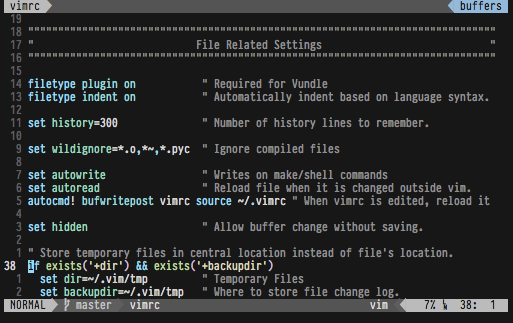 vimrc buffers
19
18 """"""""""""""""""""""""""""""""""""""""""""""""""""""""""""""""""""""""""""""
17 " File Related Settings "
16 """"""""""""""""""""""""""""""""""""""""""""""""""""""""""""""""""""""""""""""
15
14 filetype plugin on " Required for Vundle
13 filetype indent on " Automatically indent based on language syntax.
12
11 set history=300 " Number of history lines to remember.
10
9 set wildignore=*.o,*~,*.pyc " Ignore compiled files
8
7 set autowrite " Writes on make/shell commands
6 set autoread " Reload file when it is changed outside vim.
5 autocmd! bufwritepost vimrc source ~/.vimrc " When vimrc is edited, reload it
4
3 set hidden " Allow buffer change without saving.
2
1 " Store temporary files in central location instead of file's location.
38 if exists('+dir') && exists('+backupdir')
1 set dir=~/.vim/tmp " Temporary Files
2 set backupdir=~/.vim/tmp " Where to store file change log.
NORMAL master vimrc vim 7% 38: 1